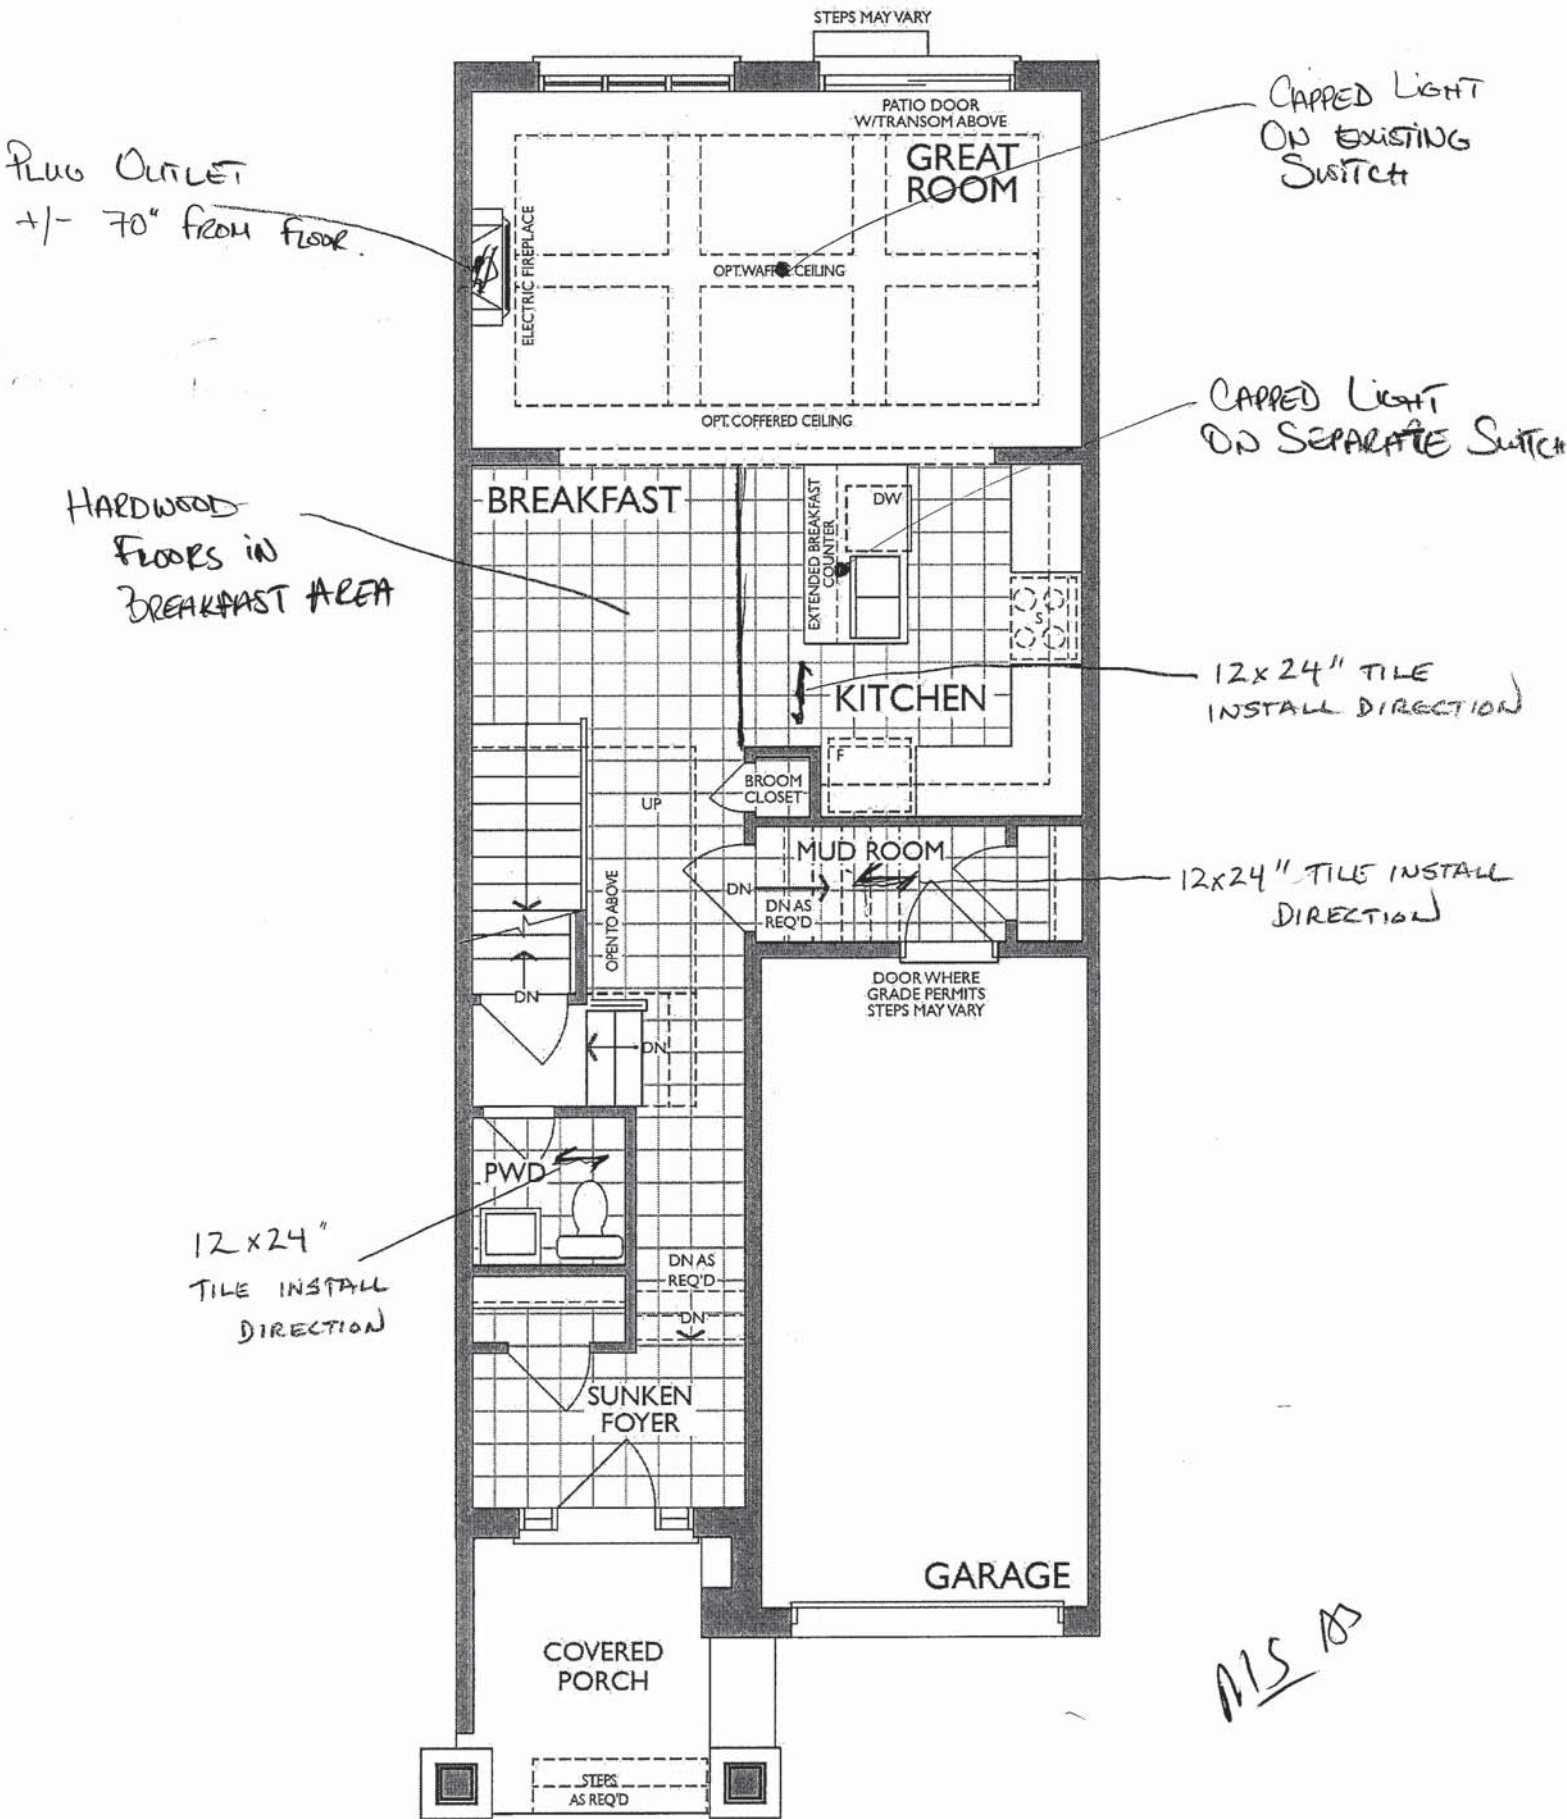 STEPS MAY VARY
PATIO DOOR
W/TRANSOM ABOVE
GREAT
ROOM
CAPPED LIGHT
ON EXISTING
SWITCH
PLUG OUTLET
+/- 70" FROM FLOOR.
ELECTRIC FIREPLACE
OPT. WAFFLE CEILING
OPT. COFFERED CEILING
CAPPED LIGHT
ON SEPARATE SWITCH
BREAKFAST
HARDWOOD
FLOORS IN
BREAKFAST AREA
EXTENDED BREAKFAST
COUNTER
DW
S
12x24" TILE
INSTALL DIRECTION
KITCHEN
F
BROOM
CLOSET
UP
OPEN TO ABOVE
MUD ROOM
DN
DN AS
REQ'D
12x24" TILE INSTALL
DIRECTION
DN
DOOR WHERE
GRADE PERMITS
STEPS MAY VARY
DN
PWD
12x24"
TILE INSTALL
DIRECTION
DN AS
REQ'D
DN
SUNKEN
FOYER
GARAGE
COVERED
PORCH
STEPS
AS REQ'D